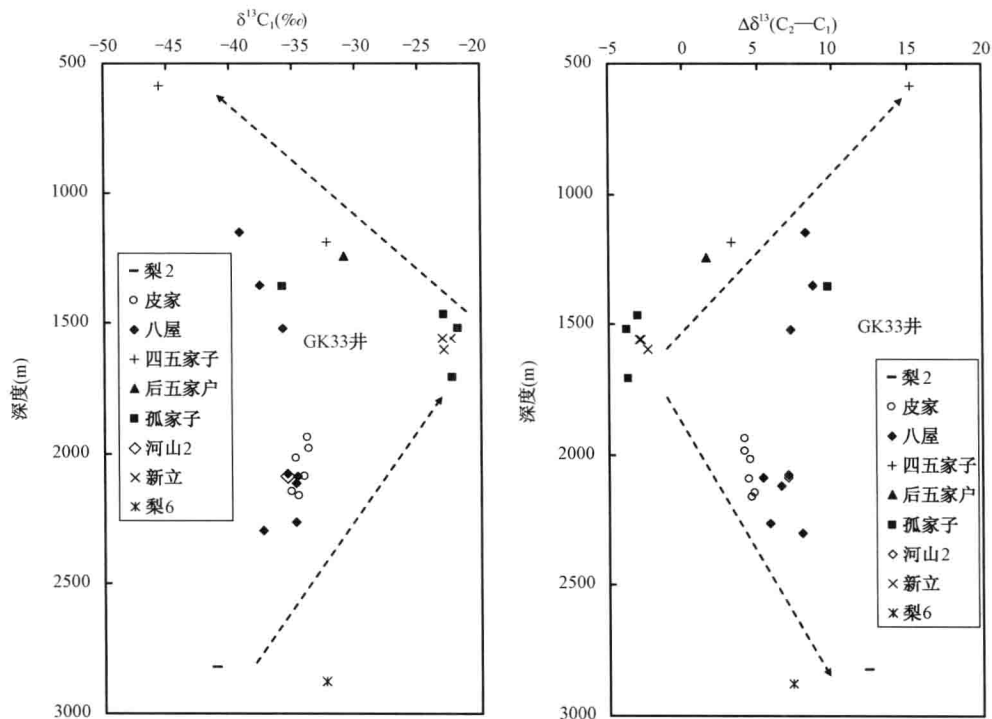 δ¹³C₁(‰)
−50 −45 −40 −35 −30 −25 −20
500
1000
1500
2000
2500
3000
深度(m)
梨2
皮家
八屋
四五家子
后五家户
孤家子
河山2
新立
梨6
GK33井
Δδ¹³(C₂—C₁)
−5 0 5 10 15 20
500
1000
1500
2000
2500
3000
深度(m)
GK33井
梨2
皮家
八屋
四五家子
后五家户
孤家子
河山2
新立
梨6